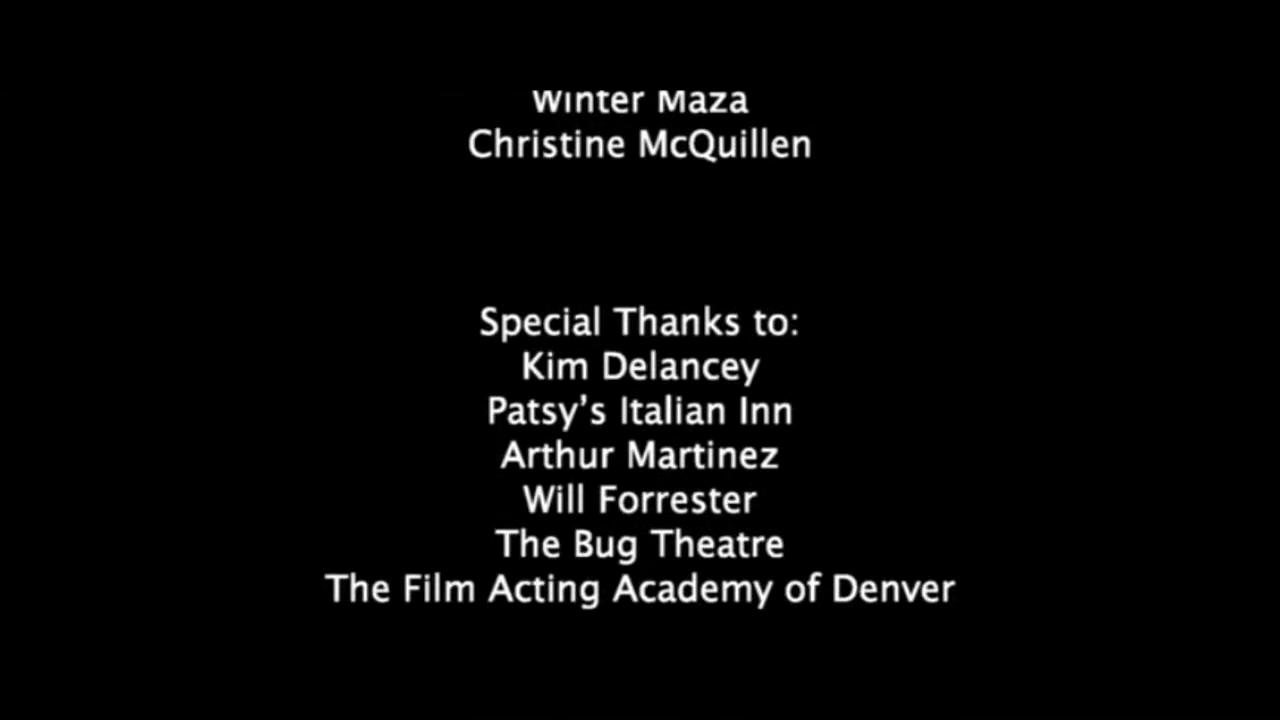 Winter Maza
Christine McQuillen
Special Thanks to:
Kim Delancey
Patsy’s Italian Inn
Arthur Martinez
Will Forrester
The Bug Theatre
The Film Acting Academy of Denver